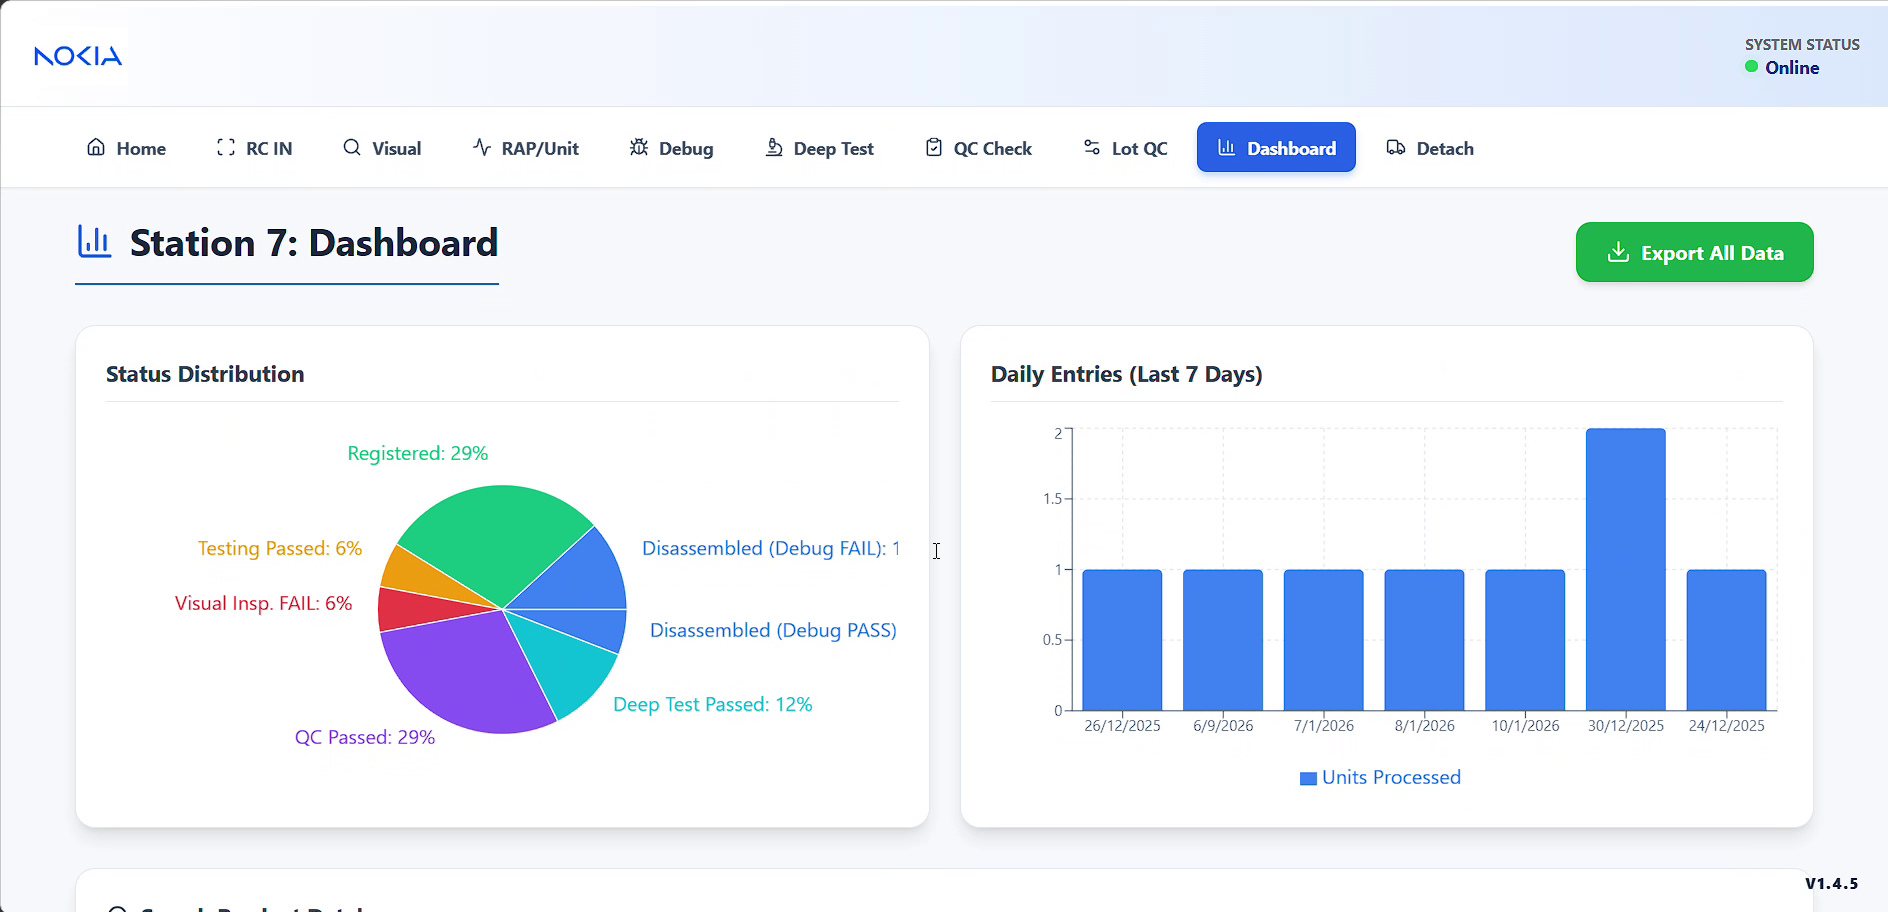 NOKIA
SYSTEM STATUS
Online
Home RC IN Visual RAP/Unit Debug Deep Test QC Check Lot QC Dashboard Detach
Station 7: Dashboard
Export All Data
Status Distribution
Registered: 29%
Testing Passed: 6%
Disassembled (Debug FAIL): 1
Visual Insp. FAIL: 6%
Disassembled (Debug PASS)
Deep Test Passed: 12%
QC Passed: 29%
Daily Entries (Last 7 Days)
2
1.5
1
0.5
0
26/12/2025 6/9/2026 7/1/2026 8/1/2026 10/1/2026 30/12/2025 24/12/2025
Units Processed
V1.4.5